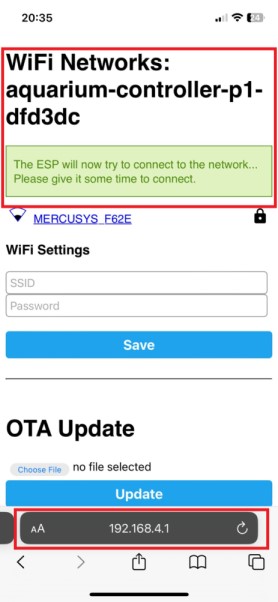 20:35
24
WiFi Networks:
aquarium-controller-p1-
dfd3dc
The ESP will now try to connect to the network...
Please give it some time to connect.
MERCUSYS_F62E
WiFi Settings
SSID
Password
Save
OTA Update
Choose File no file selected
Update
AA 192.168.4.1